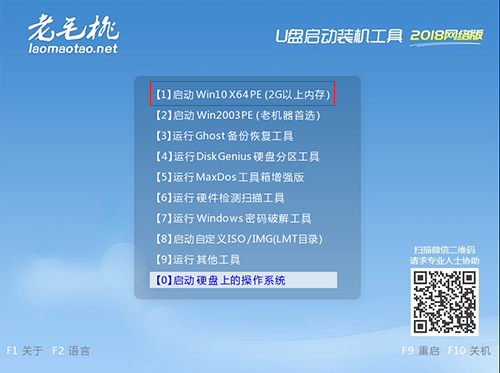 老毛桃
laomaotao.net
U盘启动装机工具 2018网络版
【1】启动 Win10 X64 PE (2G以上内存)
【2】启动 Win2003PE (老机器首选)
【3】运行 Ghost 备份恢复工具
【4】运行 DiskGenius 硬盘分区工具
【5】运行 MaxDos 工具箱增强版
【6】运行 硬件检测扫描工具
【7】运行 Windows 密码破解工具
【8】启动自定义ISO/IMG(LMT目录)
【9】运行 其他工具
【0】启动 硬盘上的操作系统
扫描微信二维码
请求专业人士协助
F1 关于 F2 语言
F9 重启 F10 关机